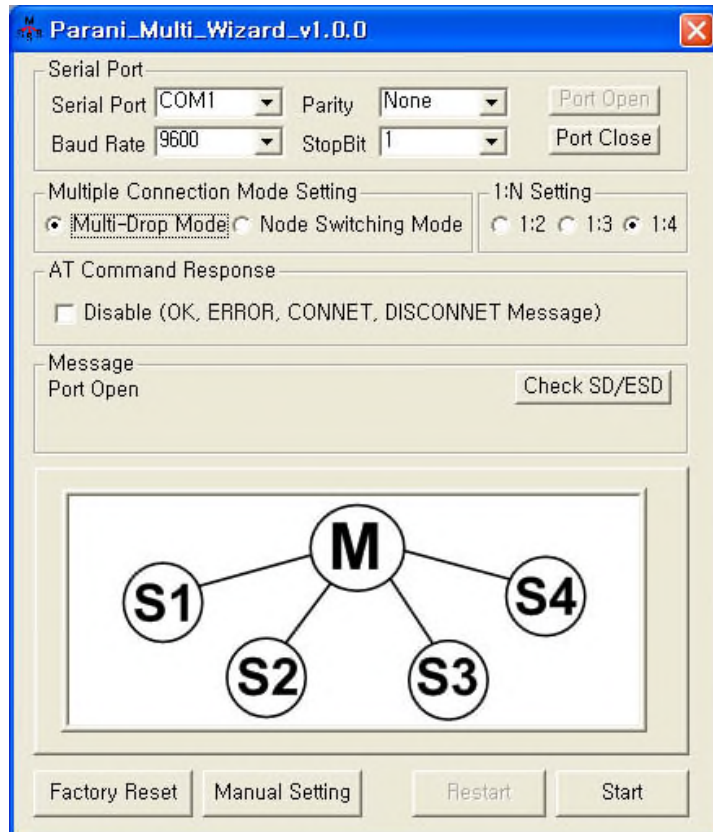 Parani_Multi_Wizard_v1.0.0
Serial Port
Serial Port COM1 Parity None Port Open
Baud Rate 9600 StopBit 1 Port Close
Multiple Connection Mode Setting 1:N Setting
Multi-Drop Mode Node Switching Mode 1:2 1:3 1:4
AT Command Response
Disable (OK, ERROR, CONNET, DISCONNET Message)
Message
Port Open Check SD/ESD
M
S1 S4
S2 S3
Factory Reset Manual Setting Restart Start